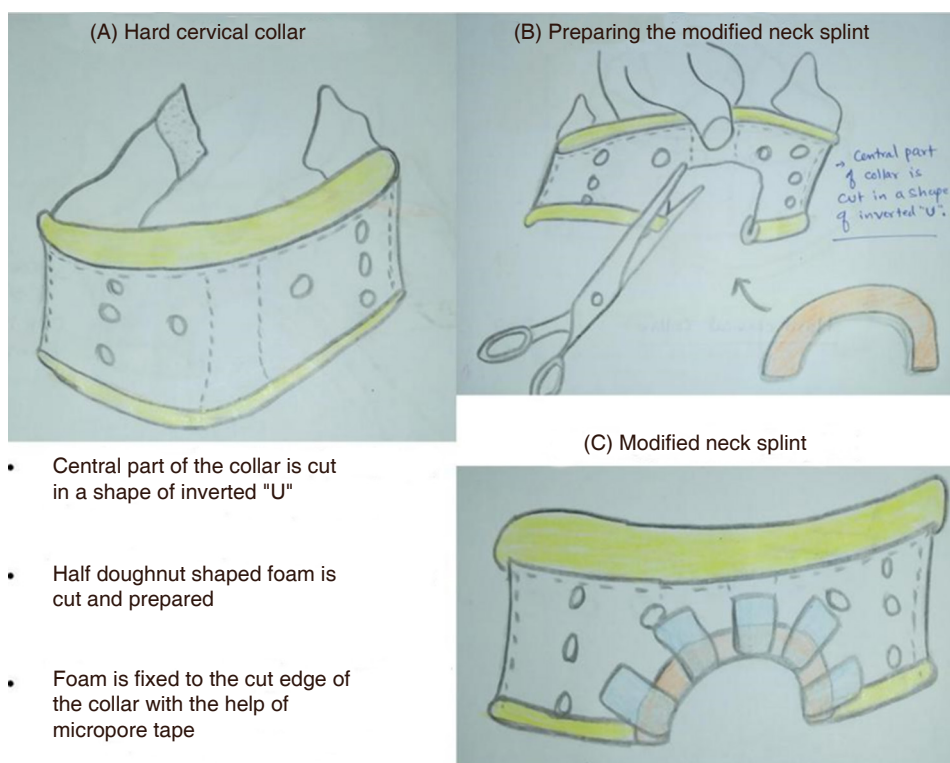 (A) Hard cervical collar
(B) Preparing the modified neck splint
→ Central part
of collar is
cut in a shape
of inverted "U".
(C) Modified neck splint
• Central part of the collar is cut
in a shape of inverted "U"
• Half doughnut shaped foam is
cut and prepared
• Foam is fixed to the cut edge of
the collar with the help of
micropore tape